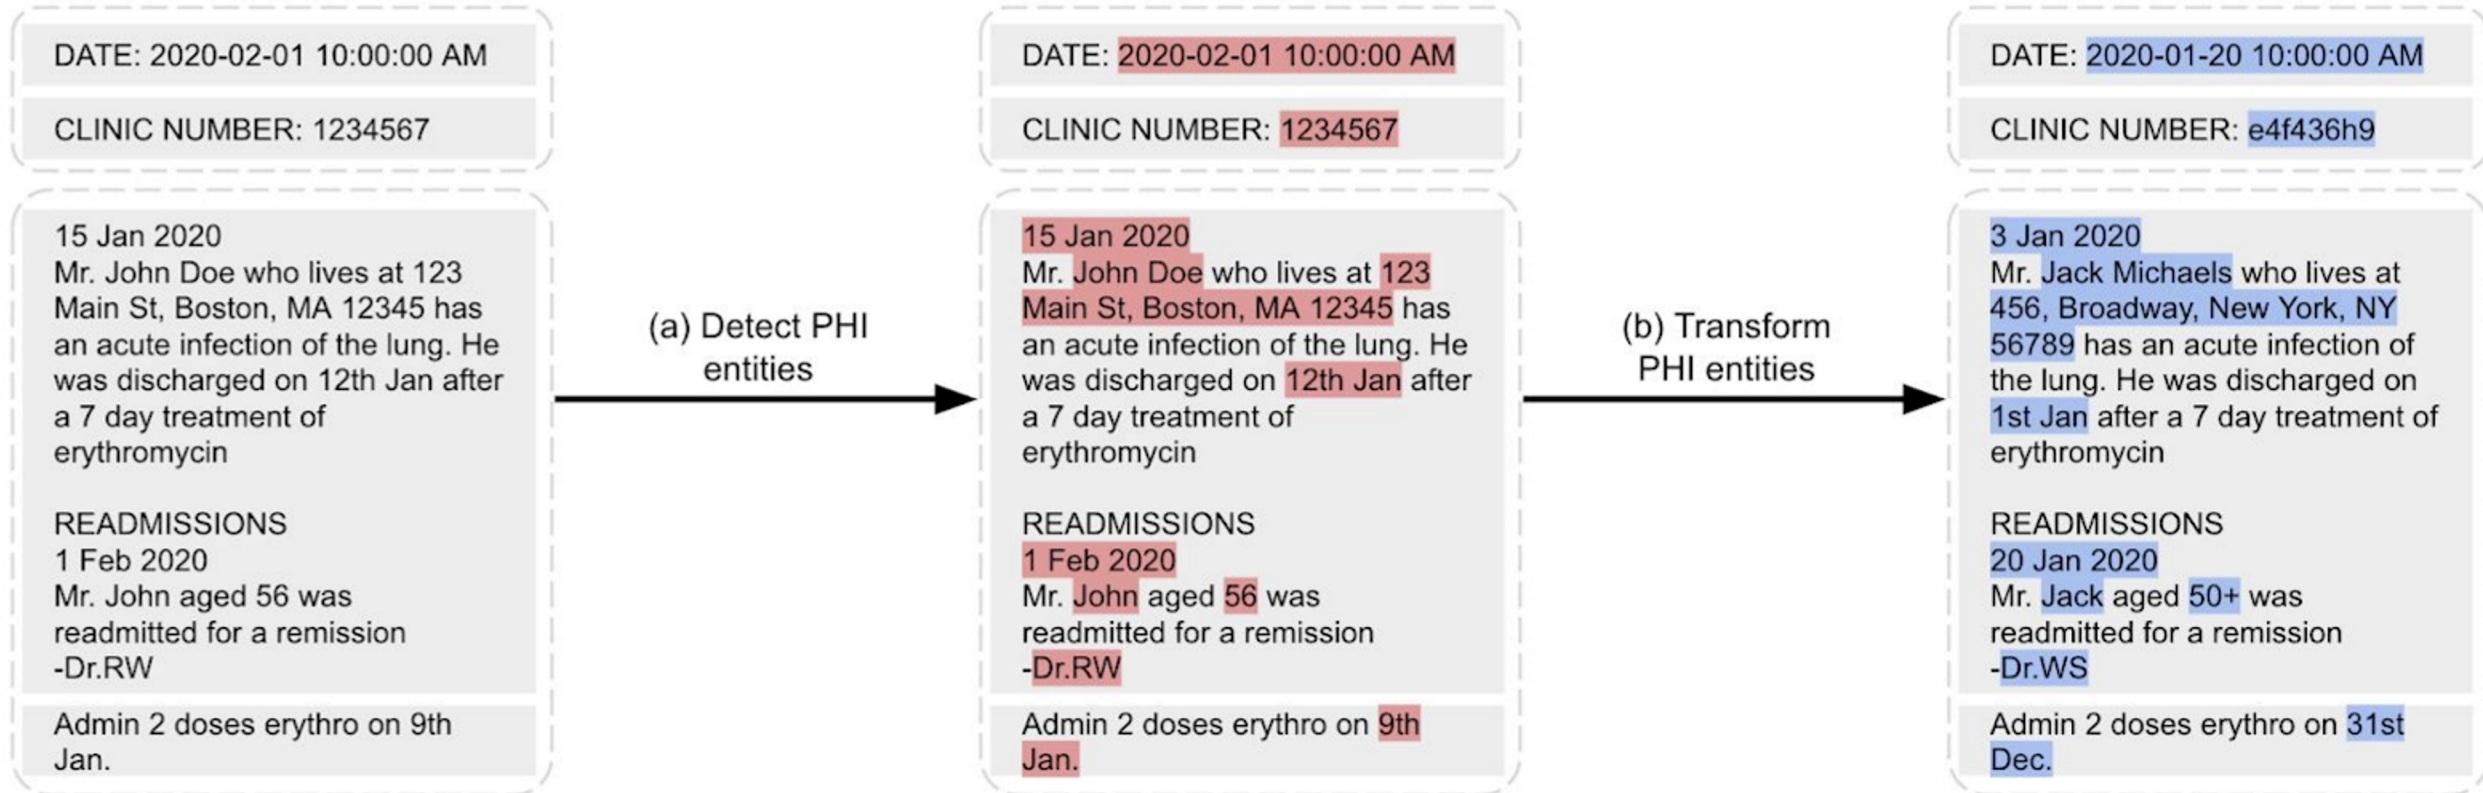 DATE: 2020-02-01 10:00:00 AM
CLINIC NUMBER: 1234567
15 Jan 2020
Mr. John Doe who lives at 123
Main St, Boston, MA 12345 has
an acute infection of the lung. He
was discharged on 12th Jan after
a 7 day treatment of
erythromycin
READMISSIONS
1 Feb 2020
Mr. John aged 56 was
readmitted for a remission
-Dr.RW
Admin 2 doses erythro on 9th
Jan.
(a) Detect PHI
entities
DATE: 2020-02-01 10:00:00 AM
CLINIC NUMBER: 1234567
15 Jan 2020
Mr. John Doe who lives at 123
Main St, Boston, MA 12345 has
an acute infection of the lung. He
was discharged on 12th Jan after
a 7 day treatment of
erythromycin
READMISSIONS
1 Feb 2020
Mr. John aged 56 was
readmitted for a remission
-Dr.RW
Admin 2 doses erythro on 9th
Jan.
(b) Transform
PHI entities
DATE: 2020-01-20 10:00:00 AM
CLINIC NUMBER: e4f436h9
3 Jan 2020
Mr. Jack Michaels who lives at
456, Broadway, New York, NY
56789 has an acute infection of
the lung. He was discharged on
1st Jan after a 7 day treatment of
erythromycin
READMISSIONS
20 Jan 2020
Mr. Jack aged 50+ was
readmitted for a remission
-Dr.WS
Admin 2 doses erythro on 31st
Dec.